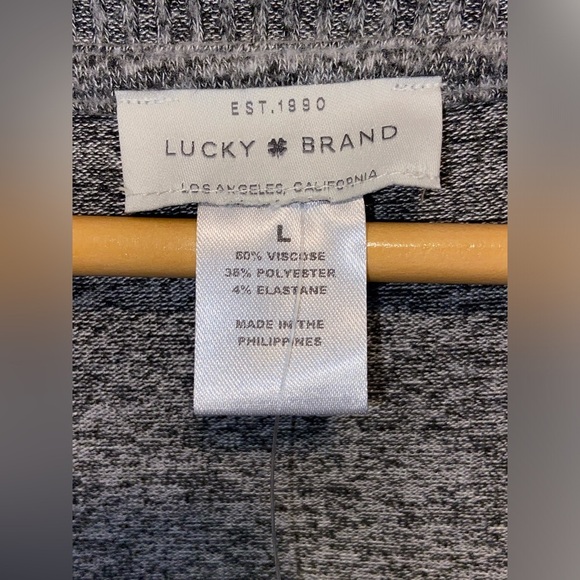 EST.1990
LUCKY BRAND
LOS ANGELES, CALIFORNIA
L
60% VISCOSE
36% POLYESTER
4% ELASTANE
MADE IN THE
PHILIPPINES